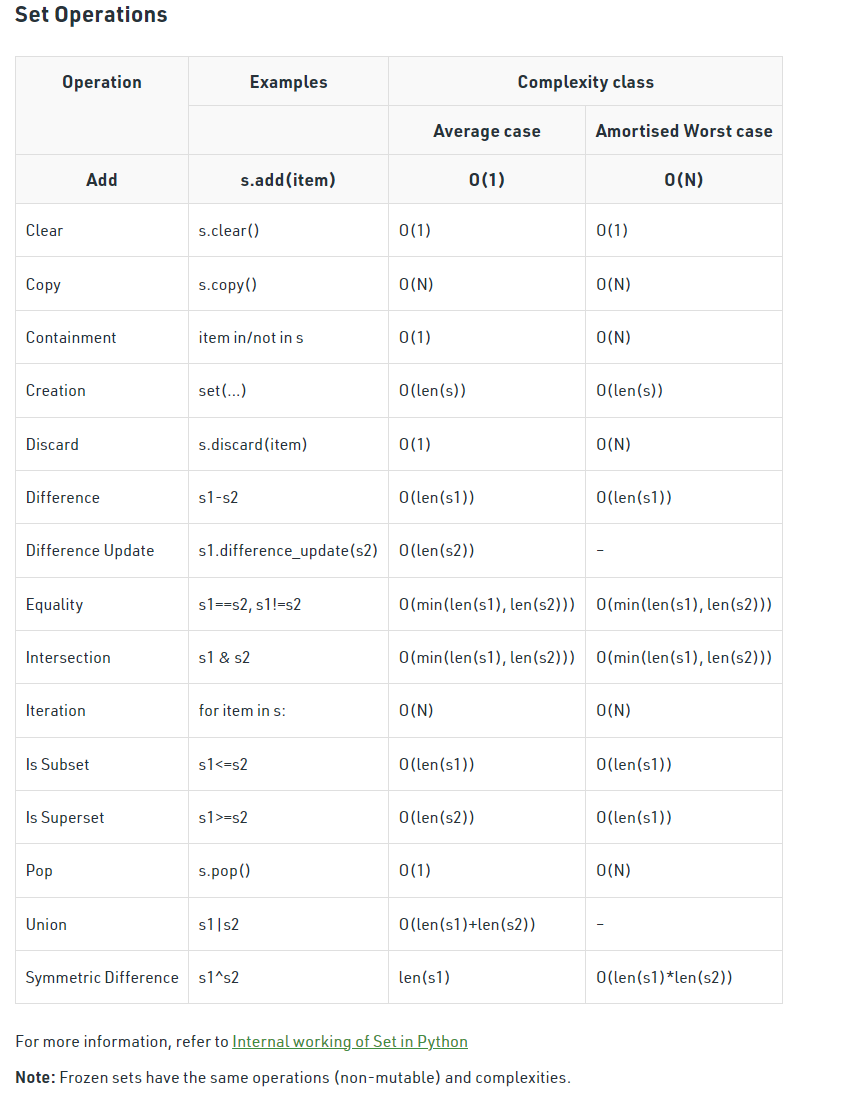 Set Operations
Operation Examples Complexity class
Average case Amortised Worst case
Add s.add(item) O(1) O(N)
Clear s.clear() O(1) O(1)
Copy s.copy() O(N) O(N)
Containment item in/not in s O(1) O(N)
Creation set(…) O(len(s)) O(len(s))
Discard s.discard(item) O(1) O(N)
Difference s1-s2 O(len(s1)) O(len(s1))
Difference Update s1.difference_update(s2) O(len(s2)) –
Equality s1==s2, s1!=s2 O(min(len(s1), len(s2))) O(min(len(s1), len(s2)))
Intersection s1 & s2 O(min(len(s1), len(s2))) O(min(len(s1), len(s2)))
Iteration for item in s: O(N) O(N)
Is Subset s1<=s2 O(len(s1)) O(len(s1))
Is Superset s1>=s2 O(len(s2)) O(len(s1))
Pop s.pop() O(1) O(N)
Union s1|s2 O(len(s1)+len(s2)) –
Symmetric Difference s1^s2 len(s1) O(len(s1)*len(s2))
For more information, refer to Internal working of Set in Python
Note: Frozen sets have the same operations (non-mutable) and complexities.